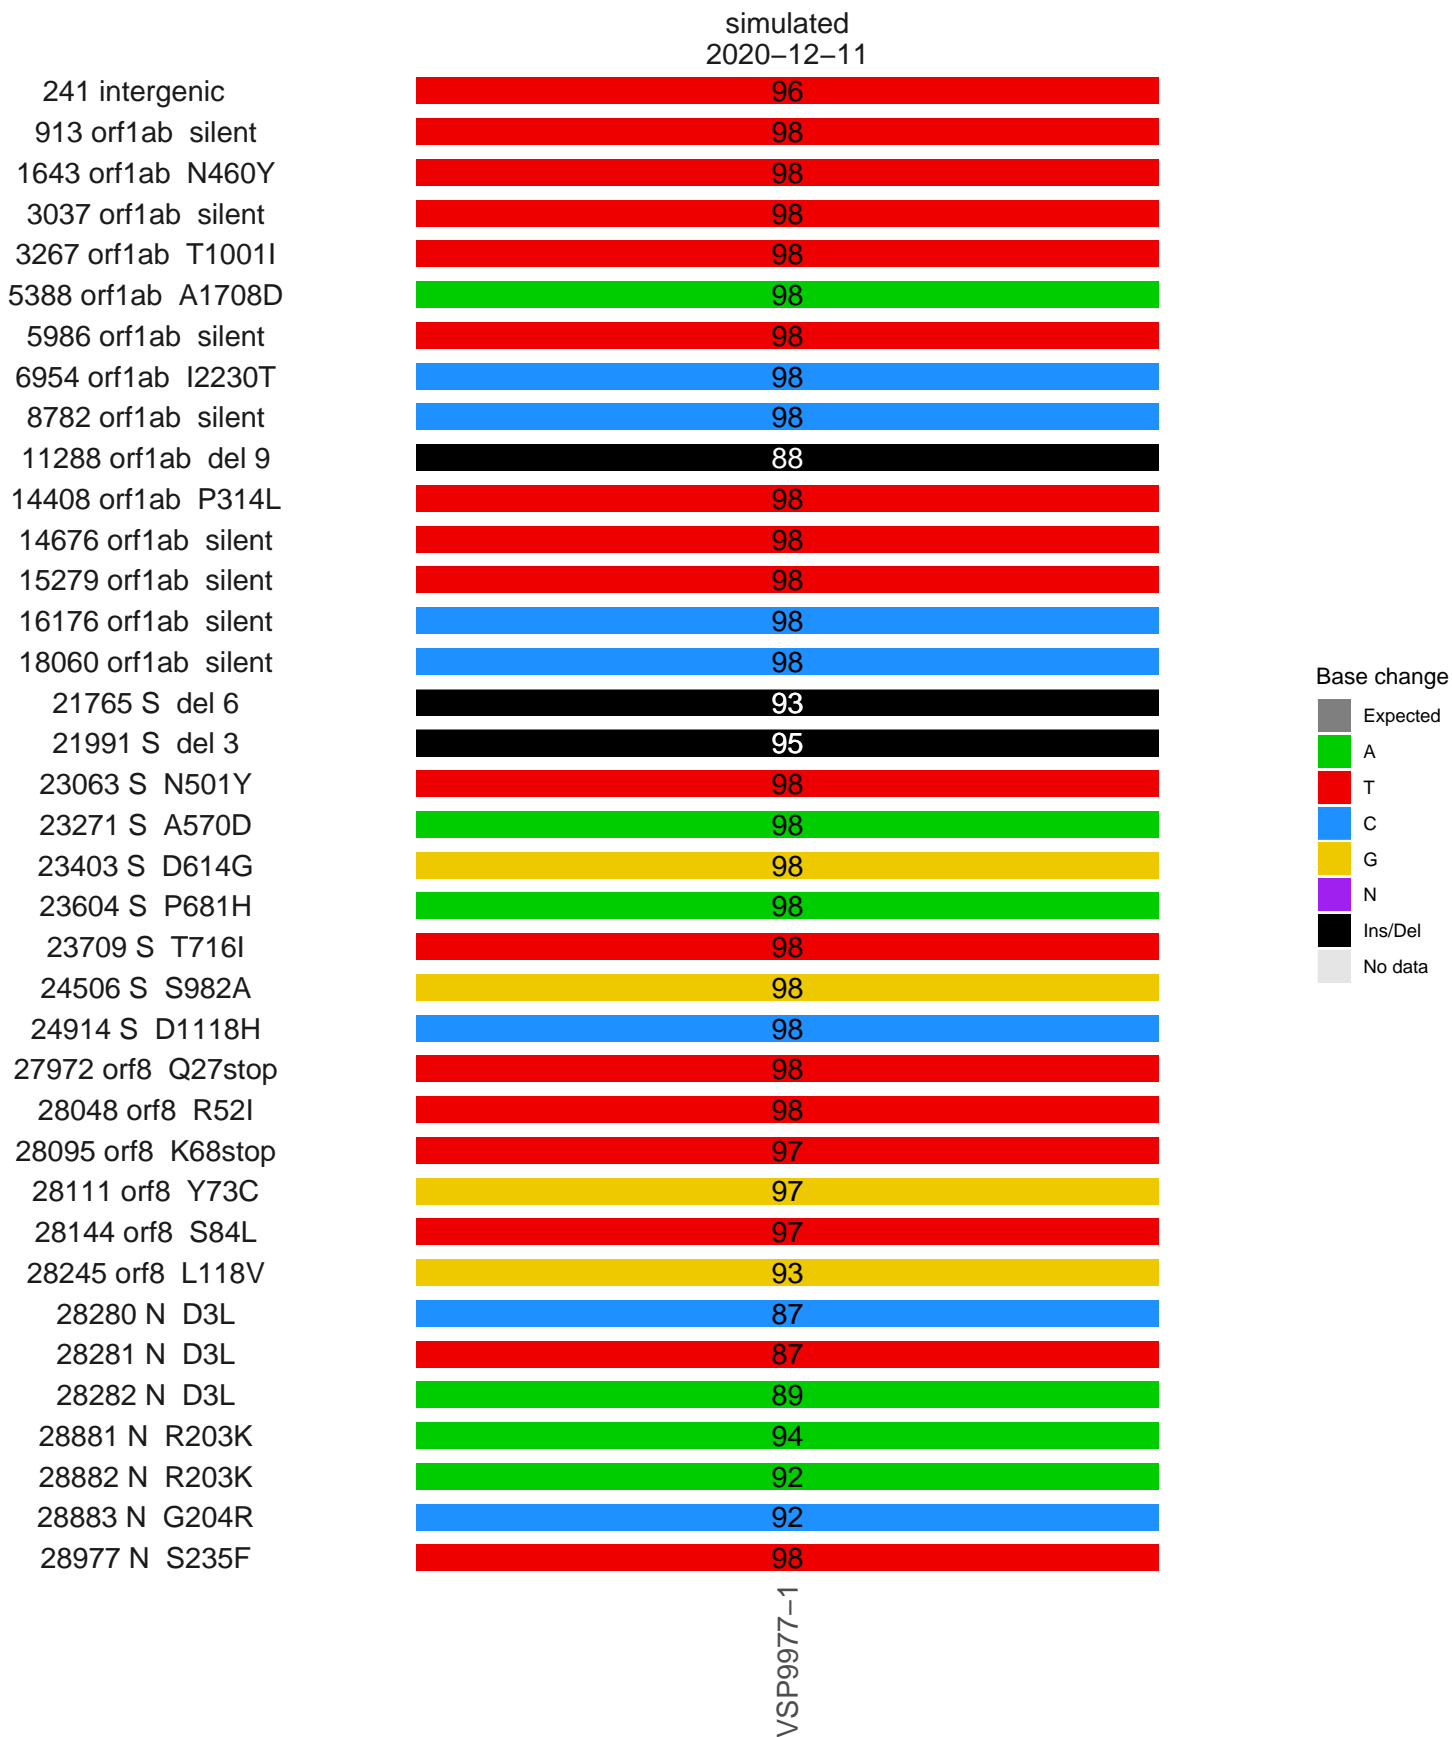 simulated
2020−12−11
241 intergenic 96
913 orf1ab silent 98
1643 orf1ab N460Y 98
3037 orf1ab silent 98
3267 orf1ab T1001I 98
5388 orf1ab A1708D 98
5986 orf1ab silent 98
6954 orf1ab I2230T 98
8782 orf1ab silent 98
11288 orf1ab del 9 88
14408 orf1ab P314L 98
14676 orf1ab silent 98
15279 orf1ab silent 98
16176 orf1ab silent 98
18060 orf1ab silent 98
21765 S del 6 93
21991 S del 3 95
23063 S N501Y 98
23271 S A570D 98
23403 S D614G 98
23604 S P681H 98
23709 S T716I 98
24506 S S982A 98
24914 S D1118H 98
27972 orf8 Q27stop 98
28048 orf8 R52I 98
28095 orf8 K68stop 97
28111 orf8 Y73C 97
28144 orf8 S84L 97
28245 orf8 L118V 93
28280 N D3L 87
28281 N D3L 87
28282 N D3L 89
28881 N R203K 94
28882 N R203K 92
28883 N G204R 92
28977 N S235F 98
VSP9977−1
Base change
Expected
A
T
C
G
N
Ins/Del
No data